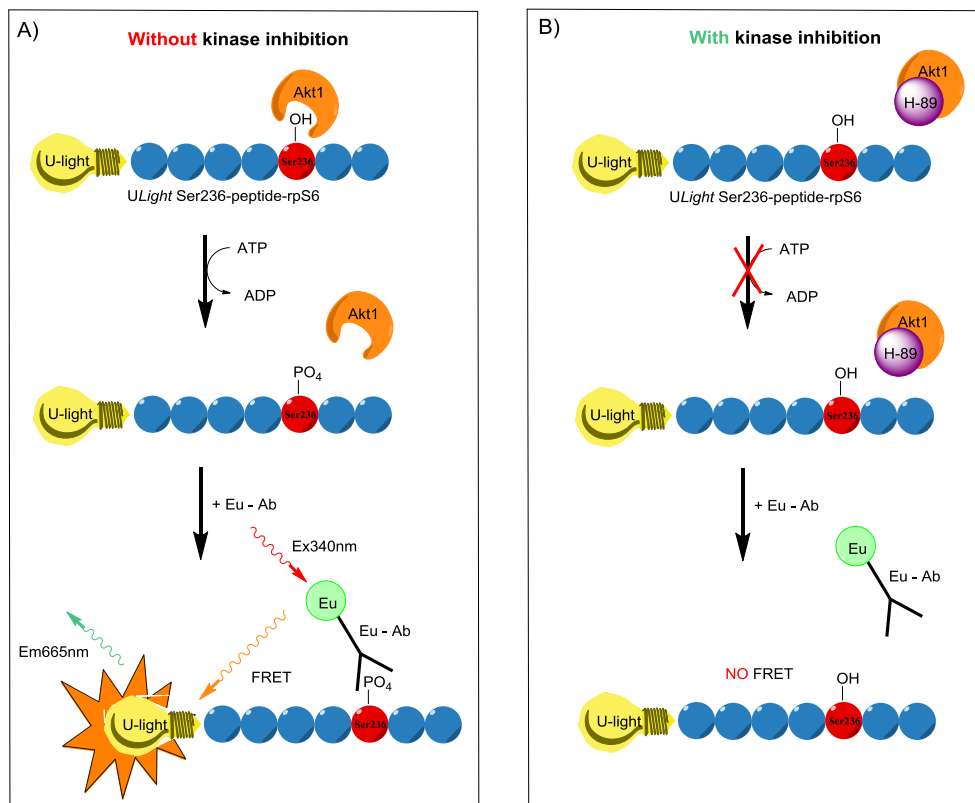 A)
Without kinase inhibition
Akt1
OH
U-light
Ser236
ULight Ser236-peptide-rpS6
ATP
ADP
Akt1
PO4
U-light
Ser236
+ Eu - Ab
Ex340nm
Eu
Eu - Ab
Em665nm
FRET
PO4
U-light
Ser236
B)
With kinase inhibition
Akt1
H-89
OH
U-light
Ser236
ULight Ser236-peptide-rpS6
ATP
ADP
Akt1
H-89
OH
U-light
Ser236
+ Eu - Ab
Eu
Eu - Ab
NO FRET
OH
U-light
Ser236